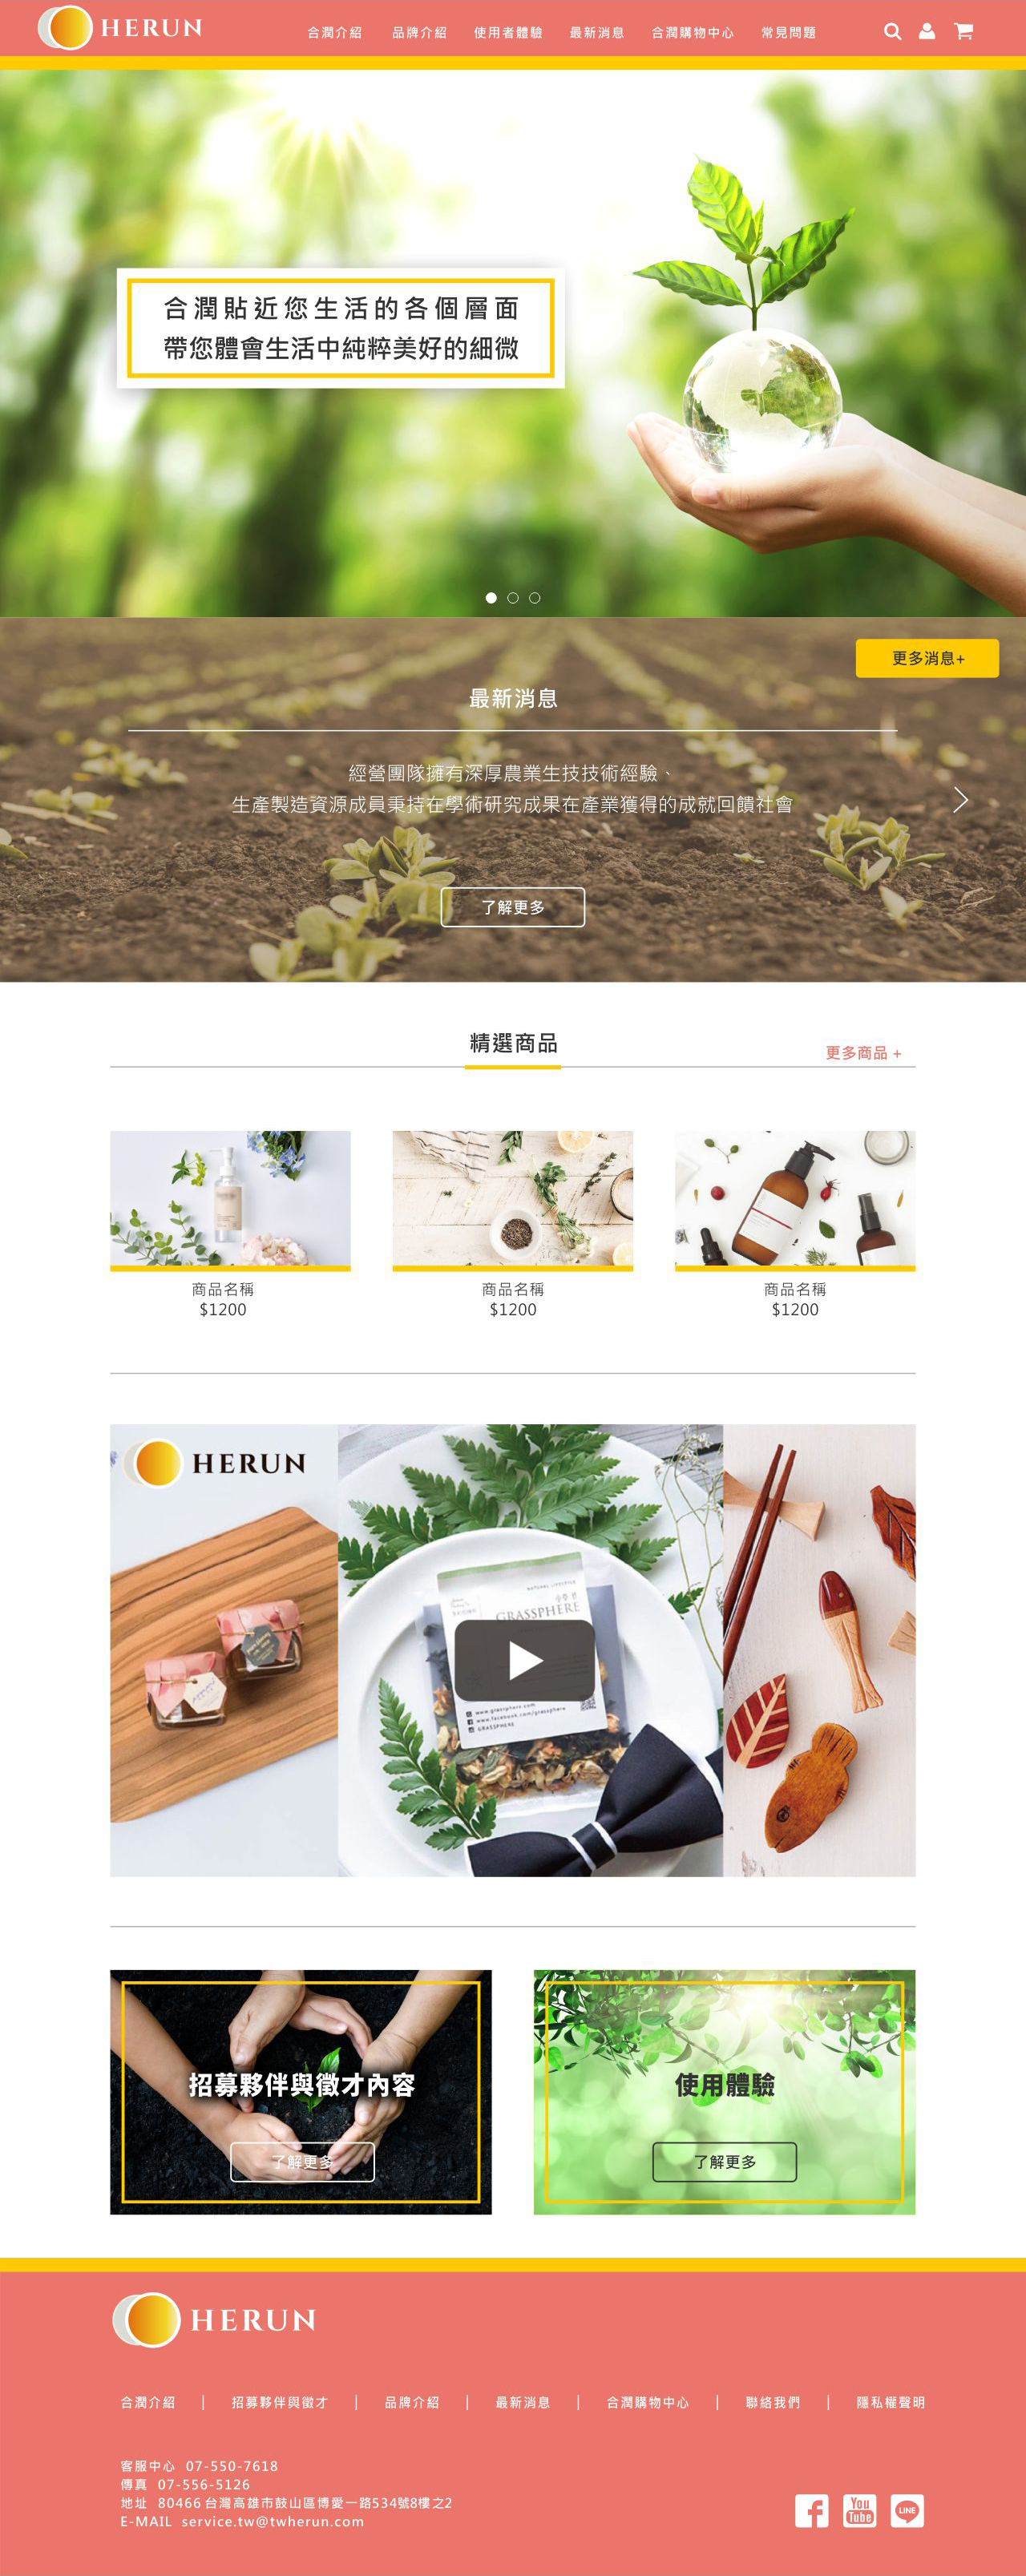 HERUN
合潤介紹 品牌介紹 使用者體驗 最新消息 合潤購物中心 常見問題
合潤貼近您生活的各個層面
帶您體會生活中純粹美好的細微
更多消息+
最新消息
經營團隊擁有深厚農業生技技術經驗、
生產製造資源成員秉持在學術研究成果在產業獲得的成就回饋社會
了解更多
精選商品
更多商品 +
商品名稱 商品名稱 商品名稱
$1200 $1200 $1200
HERUN
NATURAL LIFESTYLE
GRASSPHERE
www.grassphere.com
www.facebook.com/grassphere
GRASSPHERE
招募夥伴與徵才內容
了解更多
使用體驗
了解更多
HERUN
合潤介紹 | 招募夥伴與徵才 | 品牌介紹 | 最新消息 | 合潤購物中心 | 聯絡我們 | 隱私權聲明
客服中心 07-550-7618
傳真 07-556-5126
地址 80466 台灣高雄市鼓山區博愛一路534號8樓之2
E-MAIL service.tw@twherun.com
You Tube
LINE